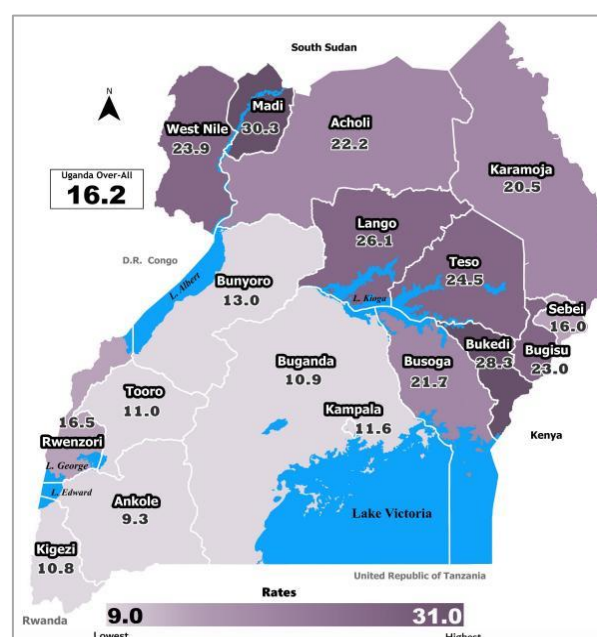 South Sudan
N
Madi
30.3
West Nile
23.9
Acholi
22.2
Karamoja
20.5
Uganda Over-All
16.2
Lango
26.1
D.R. Congo
L. Albert
Bunyoro
13.0
Teso
24.5
L. Kioga
Sebei
16.0
Bukedi
28.3
Bugisu
23.0
Buganda
10.9
Busoga
21.7
Tooro
11.0
Kampala
11.6
16.5
Rwenzori
Kenya
L. George
L. Edward
Ankole
9.3
Lake Victoria
Kigezi
10.8
United Republic of Tanzania
Rates
Rwanda
9.0
31.0
Lowest
Highest